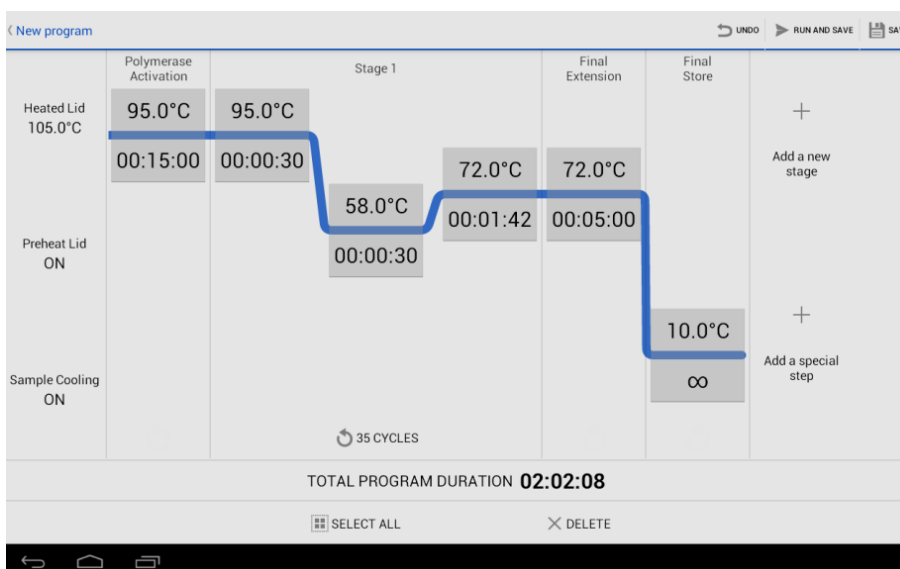 New program
UNDO
RUN AND SAVE
Polymerase
Activation
Stage 1
Final
Extension
Final
Store
Heated Lid
105.0°C
Preheat Lid
ON
Sample Cooling
ON
95.0°C
00:15:00
95.0°C
00:00:30
58.0°C
00:00:30
72.0°C
00:01:42
72.0°C
00:05:00
10.0°C
∞
Add a new
stage
Add a special
step
35 CYCLES
TOTAL PROGRAM DURATION 02:02:08
SELECT ALL
DELETE